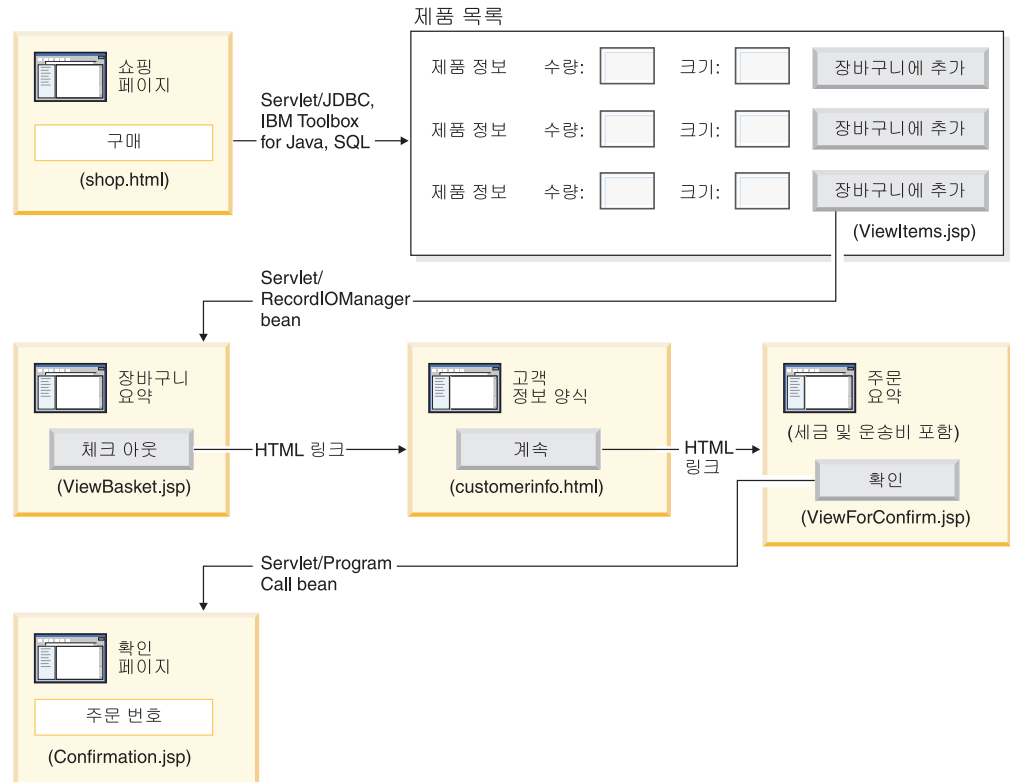 제품 목록
쇼핑
페이지
구매
(shop.html)
Servlet/JDBC,
IBM Toolbox
for Java, SQL
제품 정보 수량: 크기: 장바구니에 추가
제품 정보 수량: 크기: 장바구니에 추가
제품 정보 수량: 크기: 장바구니에 추가
(ViewItems.jsp)
Servlet/
RecordIOManager
bean
장바구니
요약
체크 아웃
(ViewBasket.jsp)
HTML 링크
고객
정보 양식
계속
(customerinfo.html)
HTML
링크
주문
요약
(세금 및 운송비 포함)
확인
(ViewForConfirm.jsp)
Servlet/Program
Call bean
확인
페이지
주문 번호
(Confirmation.jsp)